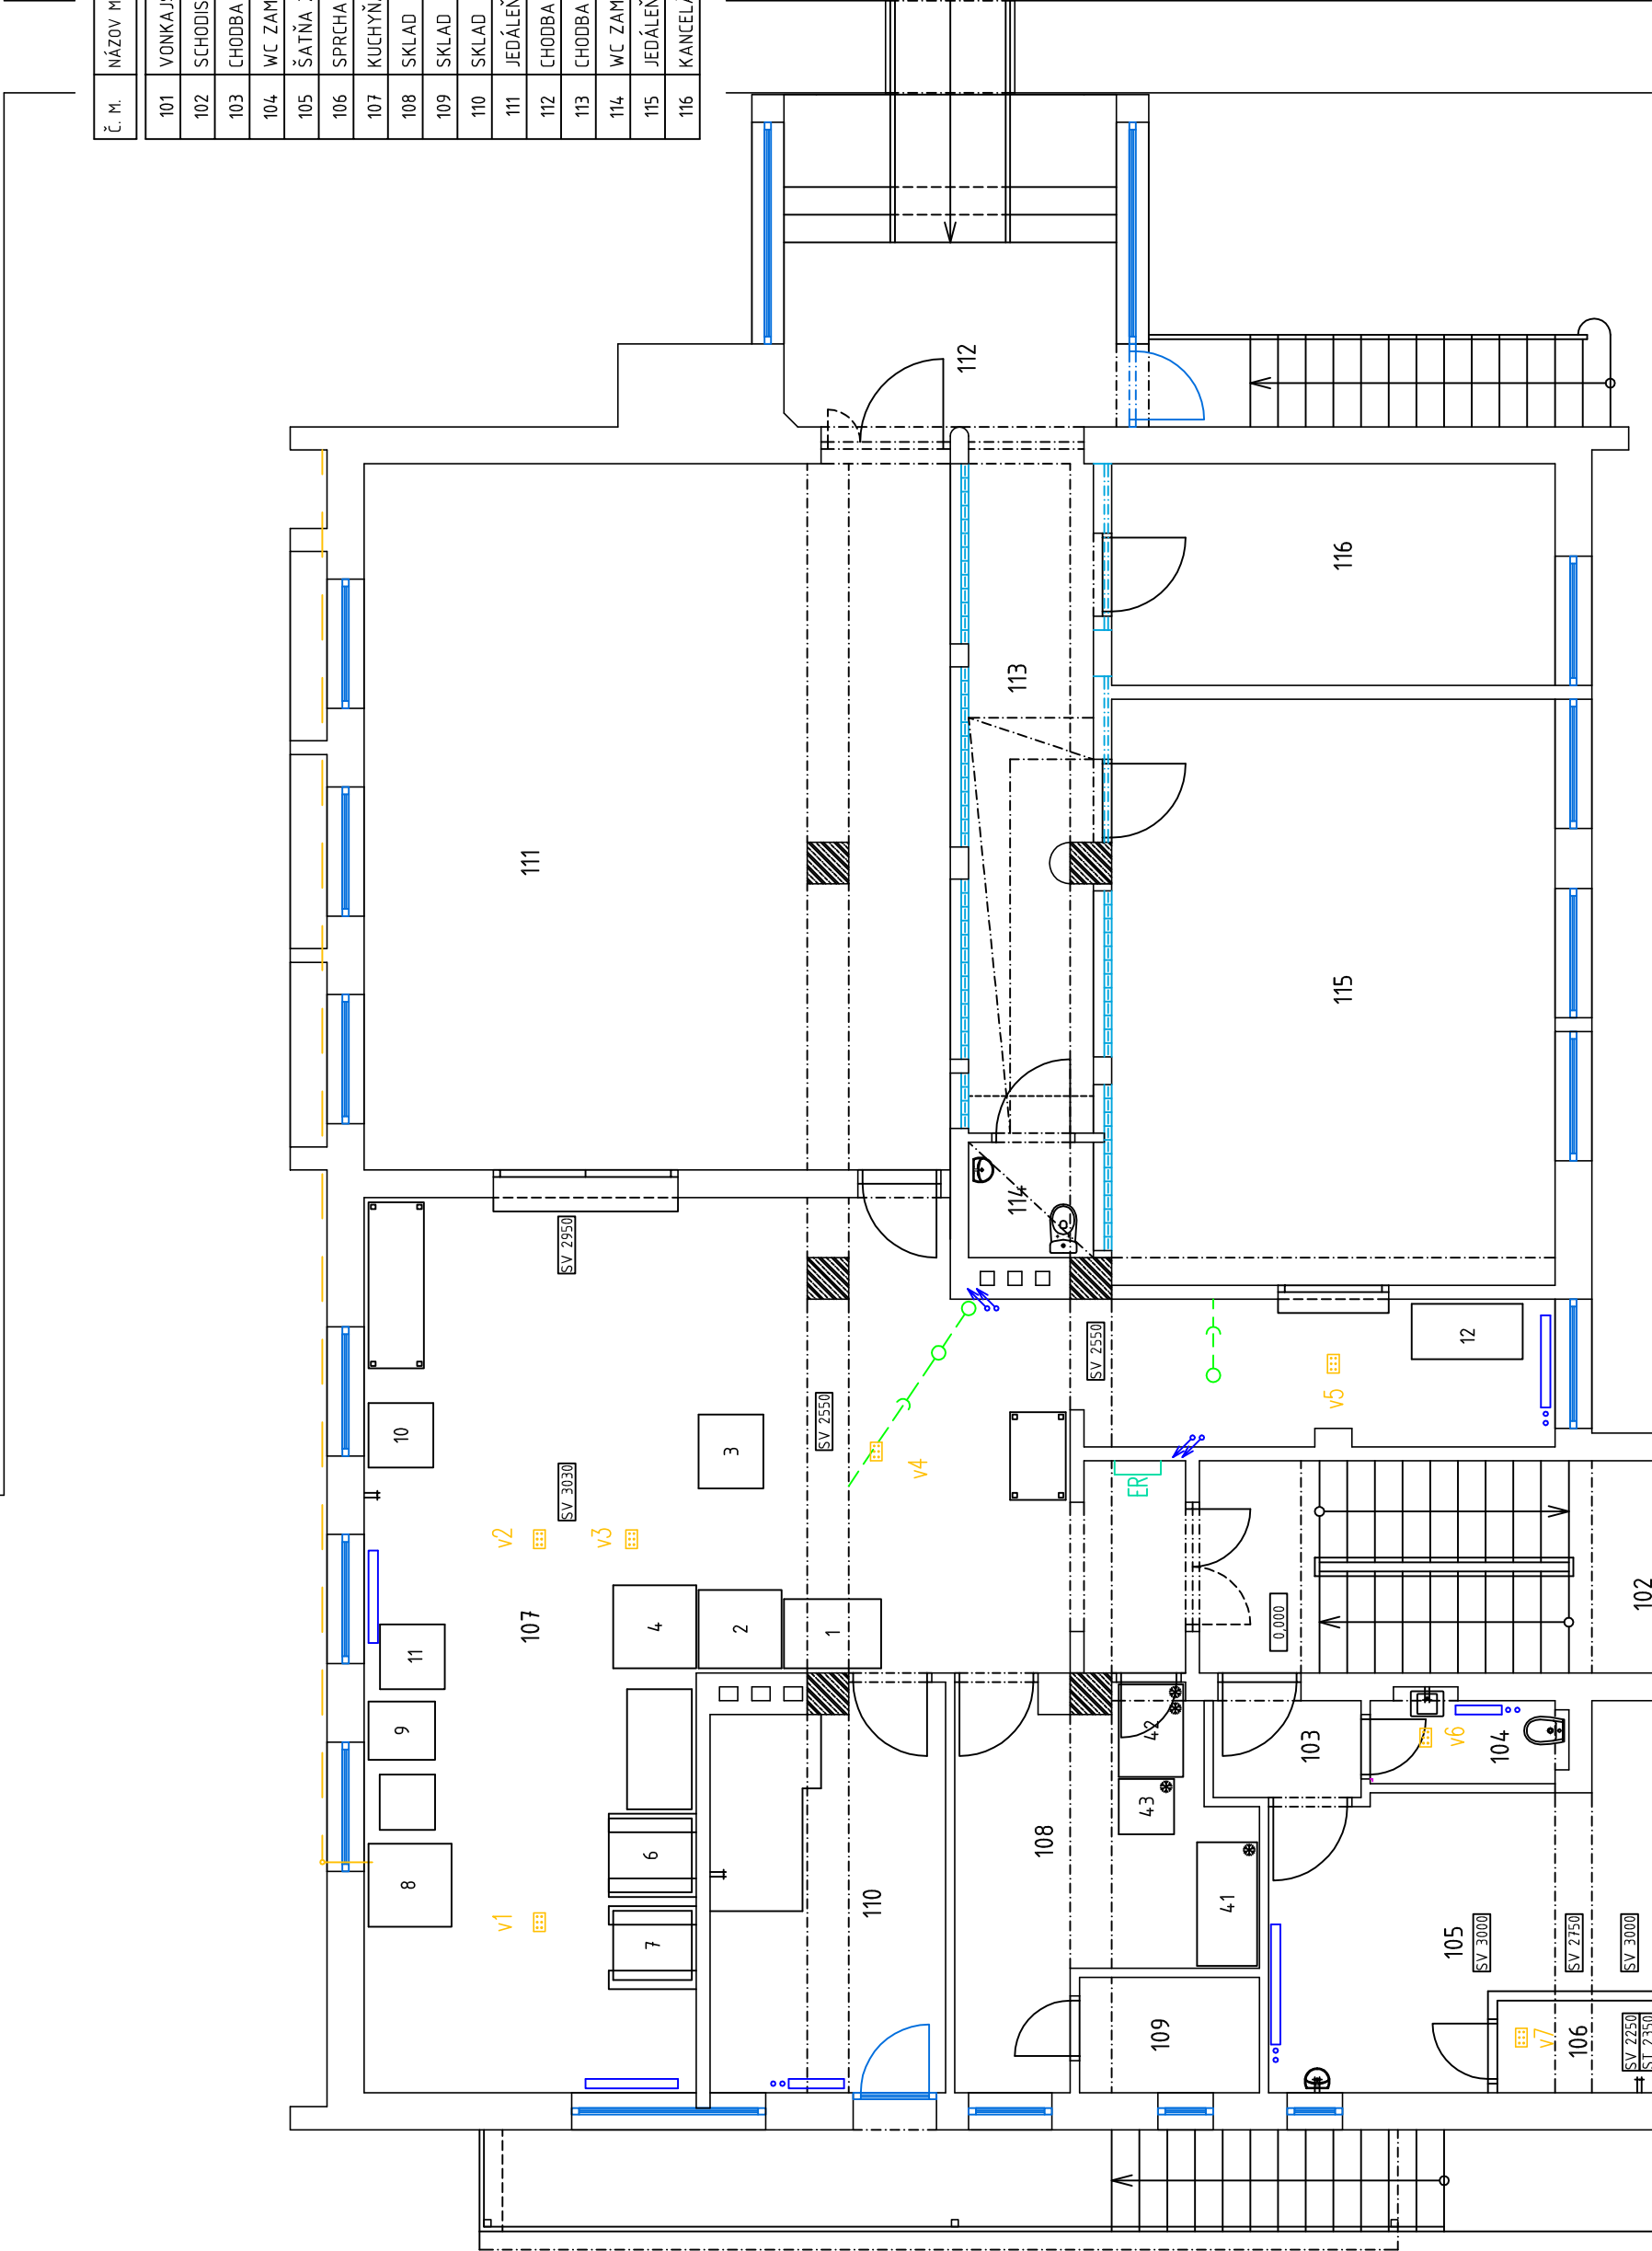 Č. M. NÁZOV M
101 VONKAJŠ
102 SCHODIS
103 CHODBA
104 WC ZAM
105 ŠATŇA
106 SPRCHA
107 KUCHYŇA
108 SKLAD
109 SKLAD
110 SKLAD
111 JEDÁLEŇ
112 CHODBA
113 CHODBA
114 WC ZAM
115 JEDÁLEŇ
116 KANCELÁ
112
116
113
111
115
114
SV 2950
SV 2550
12
v5
10
3
SV 2550
SV 3030
v4
ER
v2
v3
107
4
2
1
0,000
102
11
9
42
103
v6
104
43
8
6
108
41
v1
7
110
105
SV 3000
SV 2750
SV 3000
109
v7
106
SV 2250
ST 2350